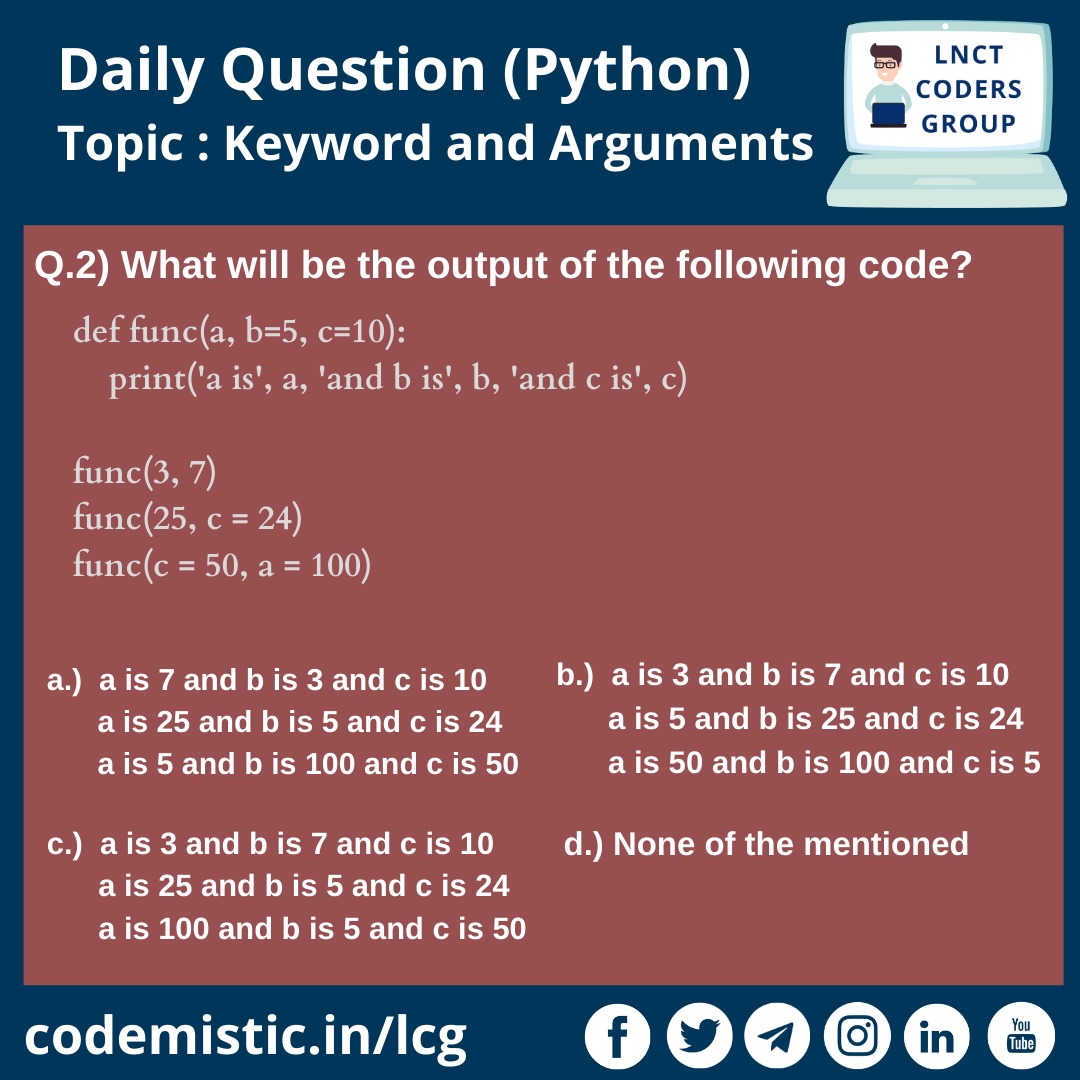 Daily Question (Python)
Topic : Keyword and Arguments
LNCT
CODERS
GROUP
Q.2) What will be the output of the following code?
def func(a, b=5, c=10):
print('a is', a, 'and b is', b, 'and c is', c)
func(3, 7)
func(25, c = 24)
func(c = 50, a = 100)
a.) a is 7 and b is 3 and c is 10
a is 25 and b is 5 and c is 24
a is 5 and b is 100 and c is 50
b.) a is 3 and b is 7 and c is 10
a is 5 and b is 25 and c is 24
a is 50 and b is 100 and c is 5
c.) a is 3 and b is 7 and c is 10
a is 25 and b is 5 and c is 24
a is 100 and b is 5 and c is 50
d.) None of the mentioned
codemistic.in/lcg
f
in
You
Tube